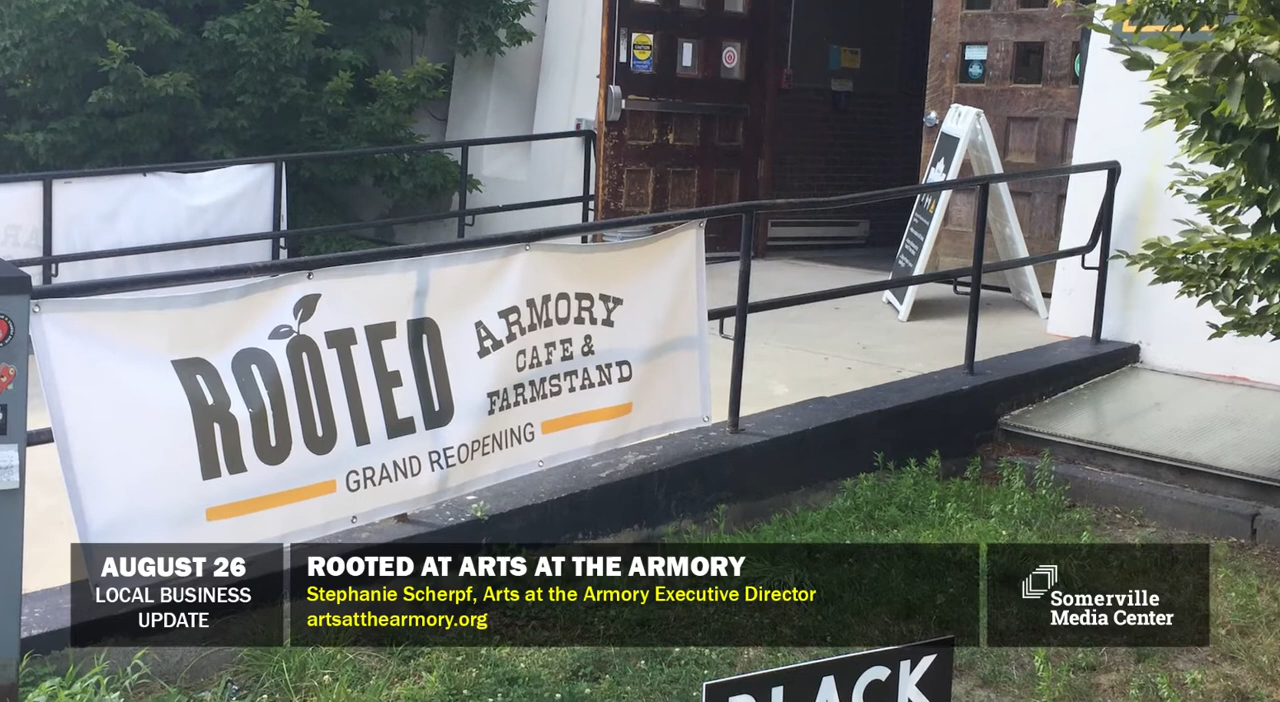 ROOTED
ARMORY
CAFE &
FARMSTAND
GRAND REOPENING
AUGUST 26
LOCAL BUSINESS
UPDATE
ROOTED AT ARTS AT THE ARMORY
Stephanie Scherpf, Arts at the Armory Executive Director
artsatthearmory.org
Somerville
Media Center
BLACK